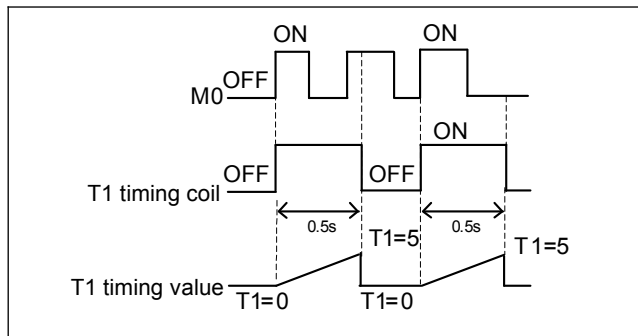 ON
ON
OFF
M0
ON
OFF
OFF
T1 timing coil
0.5s
0.5s
T1=5
T1=5
T1 timing value
T1=0
T1=0